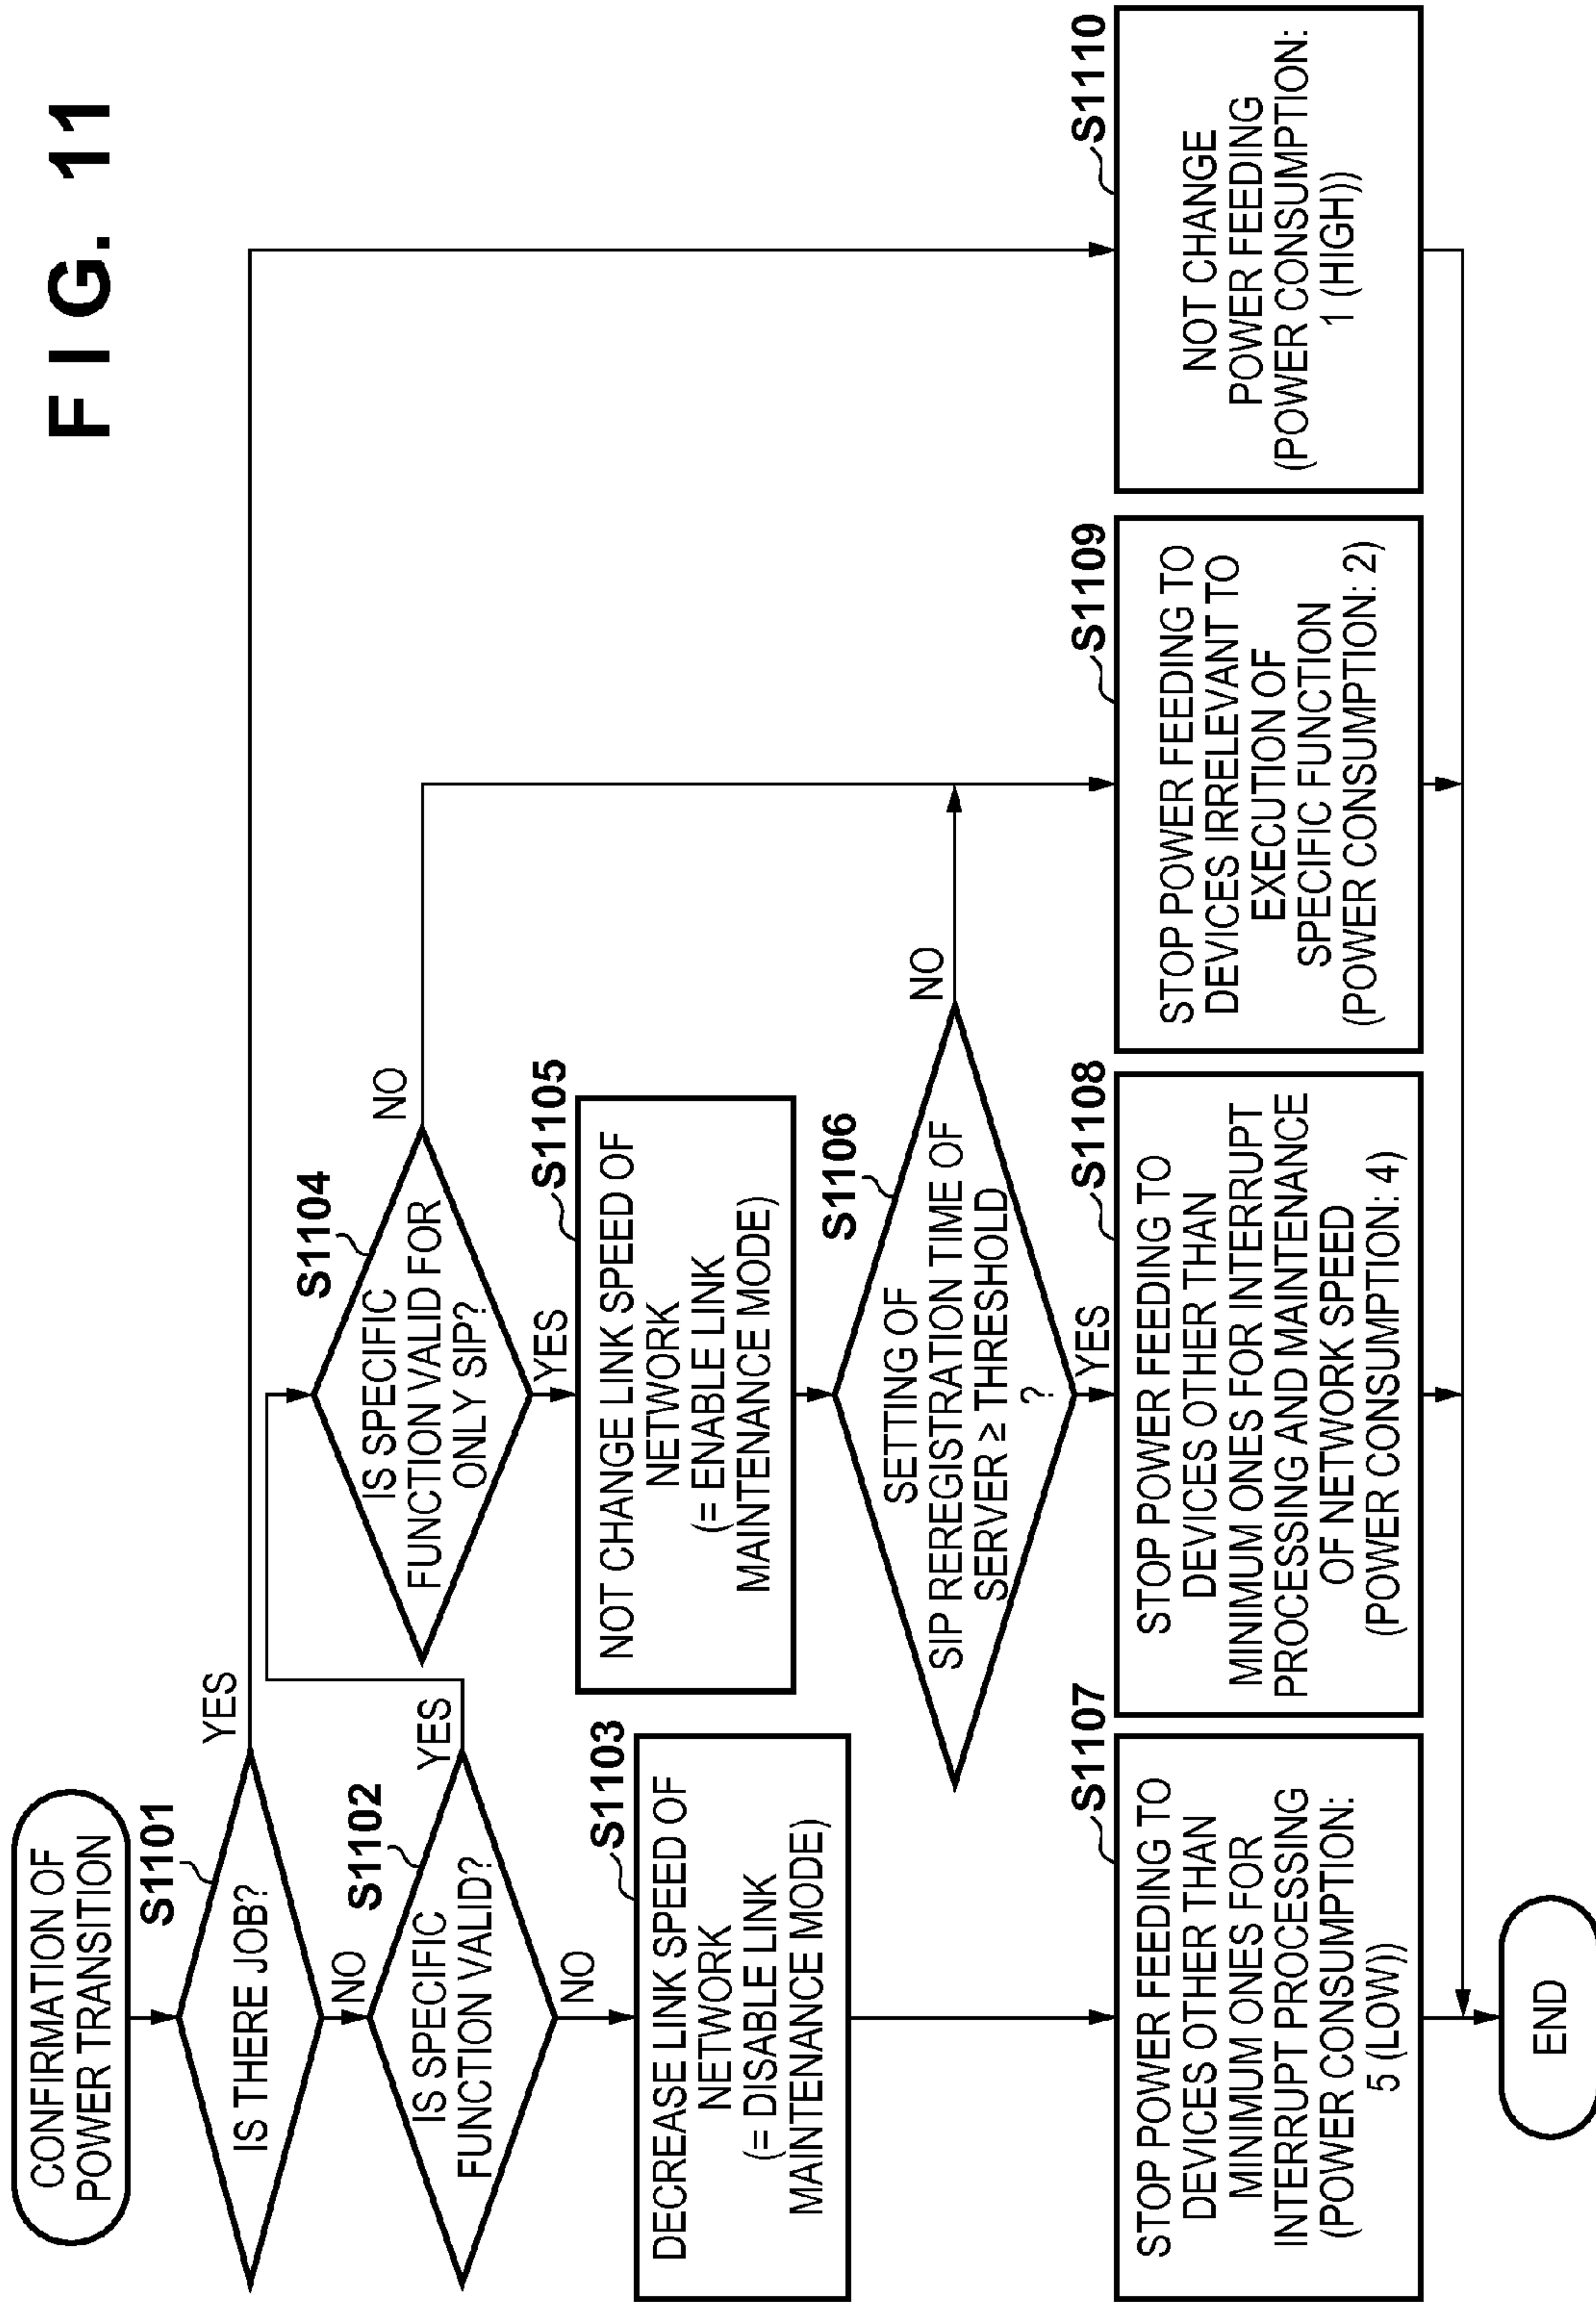 FIG. 11
CONFIRMATION OF
POWER TRANSITION
S1101
IS THERE JOB?
YES
NO
S1102
IS SPECIFIC
FUNCTION VALID?
YES
NO
S1103
DECREASE LINK SPEED OF
NETWORK
(= DISABLE LINK
MAINTENANCE MODE)
S1104
IS SPECIFIC
FUNCTION VALID FOR
ONLY SIP?
NO
YES
S1105
NOT CHANGE LINK SPEED OF
NETWORK
(= ENABLE LINK
MAINTENANCE MODE)
S1106
SETTING OF
SIP REREGISTRATION TIME OF
SERVER ≥ THRESHOLD
?
NO
YES
S1107
STOP POWER FEEDING TO
DEVICES OTHER THAN
MINIMUM ONES FOR
INTERRUPT PROCESSING
(POWER CONSUMPTION:
5 (LOW))
S1108
STOP POWER FEEDING TO
DEVICES OTHER THAN
MINIMUM ONES FOR INTERRUPT
PROCESSING AND MAINTENANCE
OF NETWORK SPEED
(POWER CONSUMPTION: 4)
S1109
STOP POWER FEEDING TO
DEVICES IRRELEVANT TO
EXECUTION OF
SPECIFIC FUNCTION
(POWER CONSUMPTION: 2)
S1110
NOT CHANGE
POWER FEEDING
(POWER CONSUMPTION:
1 (HIGH))
END